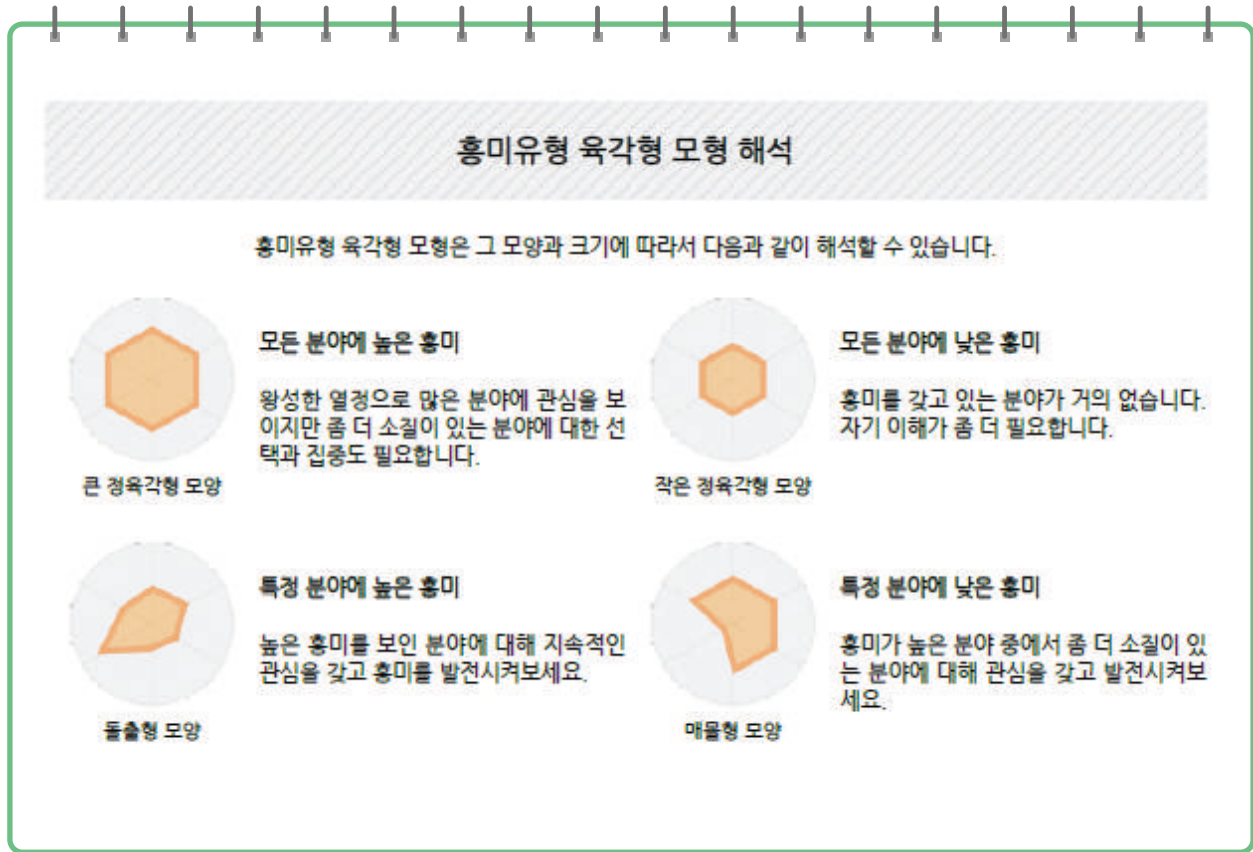 흥미유형 육각형 모형 해석
흥미유형 육각형 모형은 그 모양과 크기에 따라서 다음과 같이 해석할 수 있습니다.
모든 분야에 높은 흥미
왕성한 열정으로 많은 분야에 관심을 보
이지만 좀 더 소질이 있는 분야에 대한 선
택과 집중도 필요합니다.
큰 정육각형 모양
모든 분야에 낮은 흥미
흥미를 갖고 있는 분야가 거의 없습니다.
자기 이해가 좀 더 필요합니다.
작은 정육각형 모양
특정 분야에 높은 흥미
높은 흥미를 보인 분야에 대해 지속적인
관심을 갖고 흥미를 발전시켜보세요.
돌출형 모양
특정 분야에 낮은 흥미
흥미가 높은 분야 중에서 좀 더 소질이 있
는 분야에 대해 관심을 갖고 발전시켜보
세요.
매몰형 모양